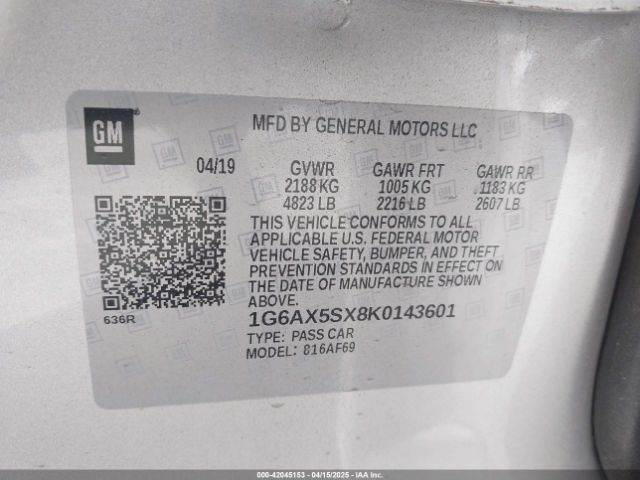 GM
MFD BY GENERAL MOTORS LLC
04/19 GVWR GAWR FRT GAWR RR
2188 KG 1005 KG 1183 KG
4823 LB 2216 LB 2607 LB
THIS VEHICLE CONFORMS TO ALL
APPLICABLE U.S. FEDERAL MOTOR
VEHICLE SAFETY, BUMPER, AND THEFT
PREVENTION STANDARDS IN EFFECT ON
THE DATE OF MANUFACTURE SHOWN
ABOVE.
636R
1G6AX5SX8K0143601
TYPE: PASS CAR
MODEL: 816AF69
000-42045153 - 04/15/2025 - IAAI Inc. ©Copyright